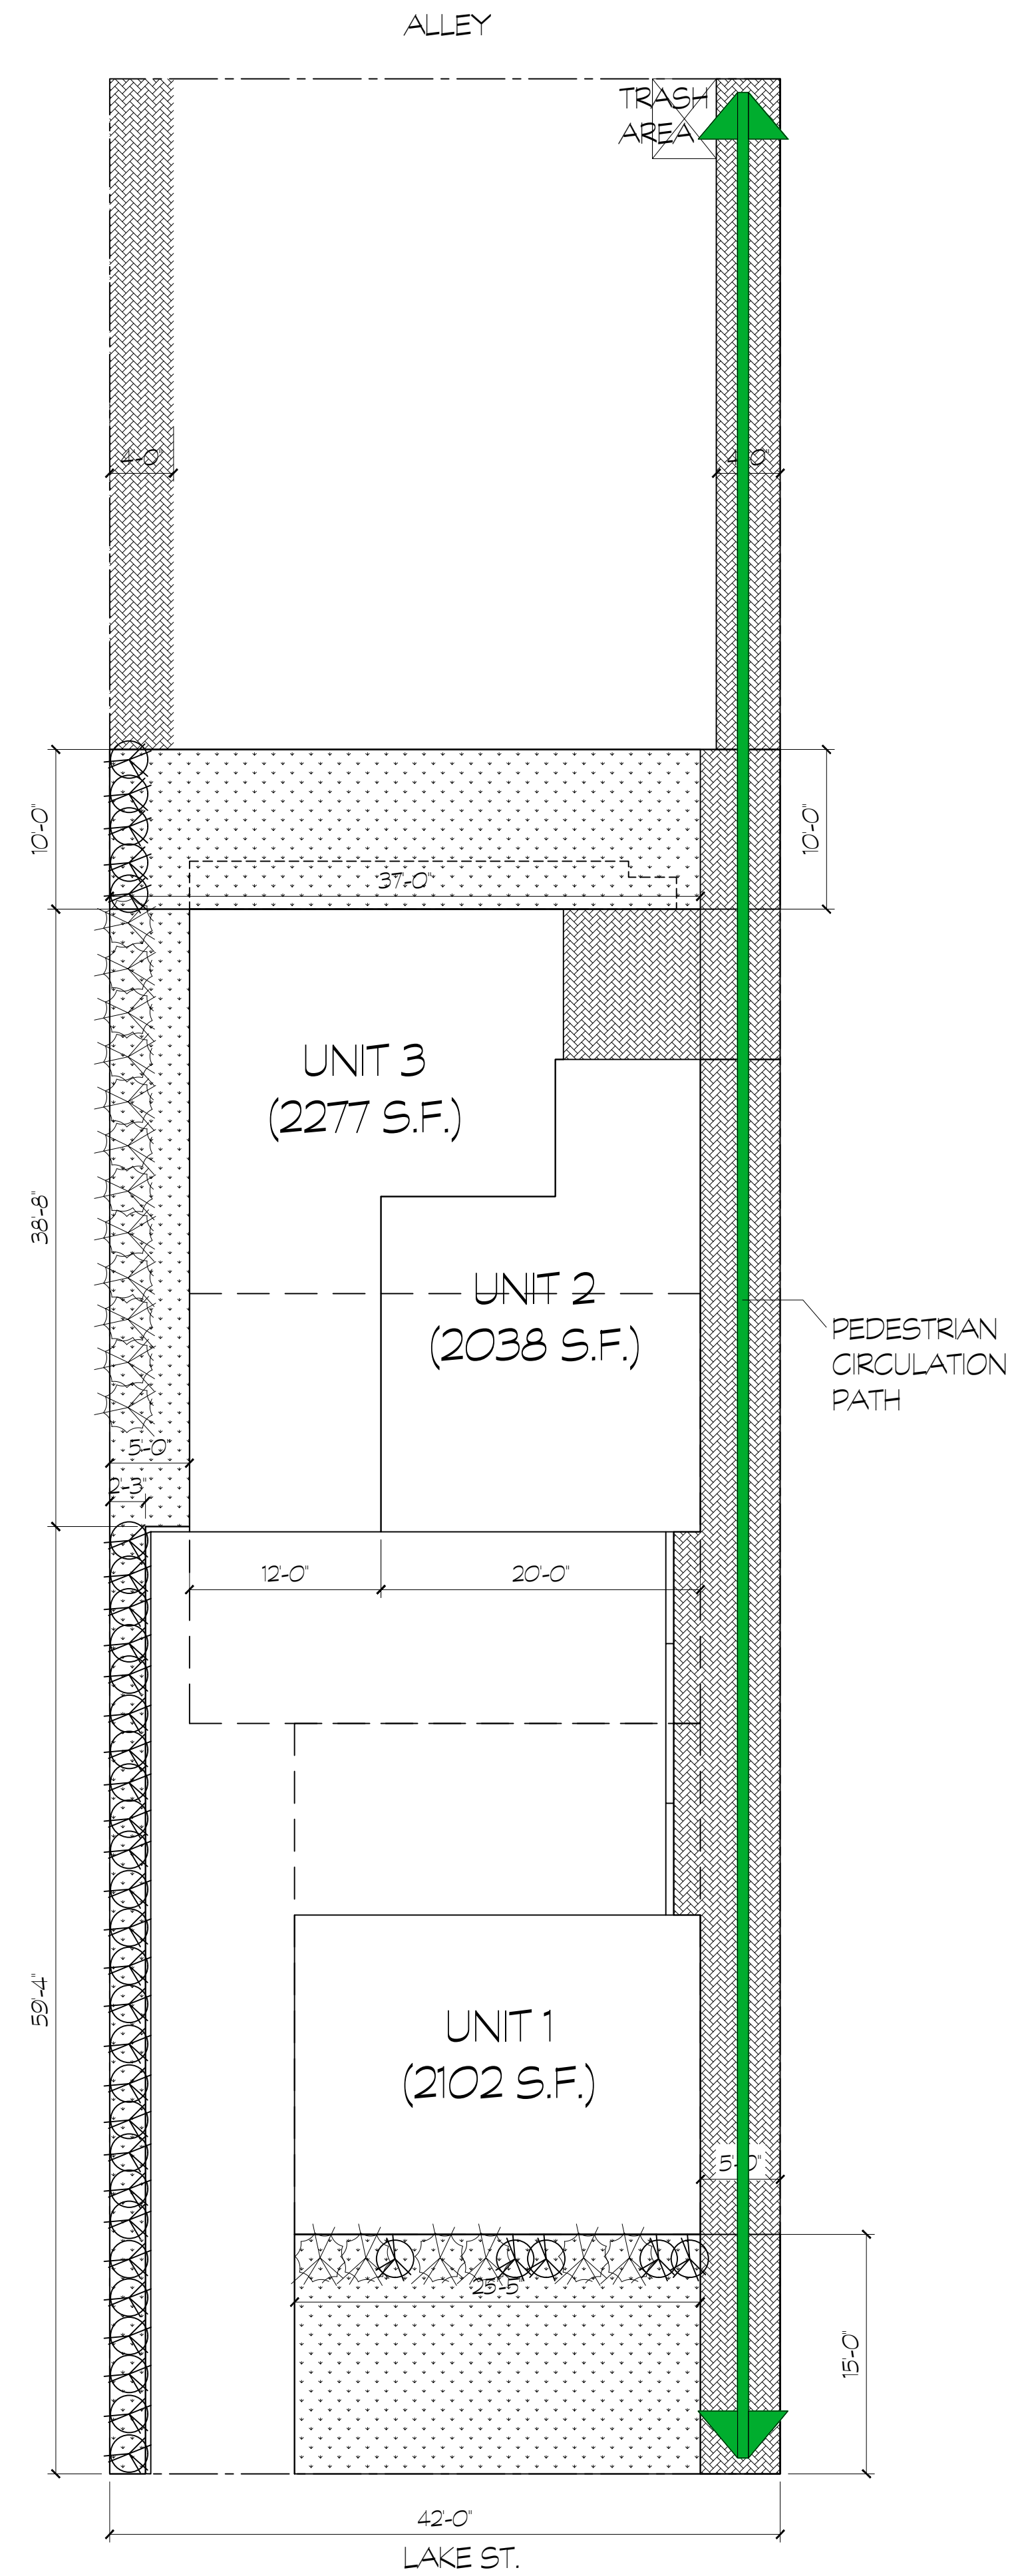 ALLEY
TRASH
AREA
4'-0"
4'-0"
10'-0"
10'-0"
37'-0"
UNIT 3
(2277 S.F.)
38'-8"
UNIT 2
(2038 S.F.)
PEDESTRIAN
CIRCULATION
PATH
5'-0"
2'-3"
12'-0"
20'-0"
59'-4"
UNIT 1
(2102 S.F.)
5'-0"
25'-5"
15'-0"
42'-0"
LAKE ST.